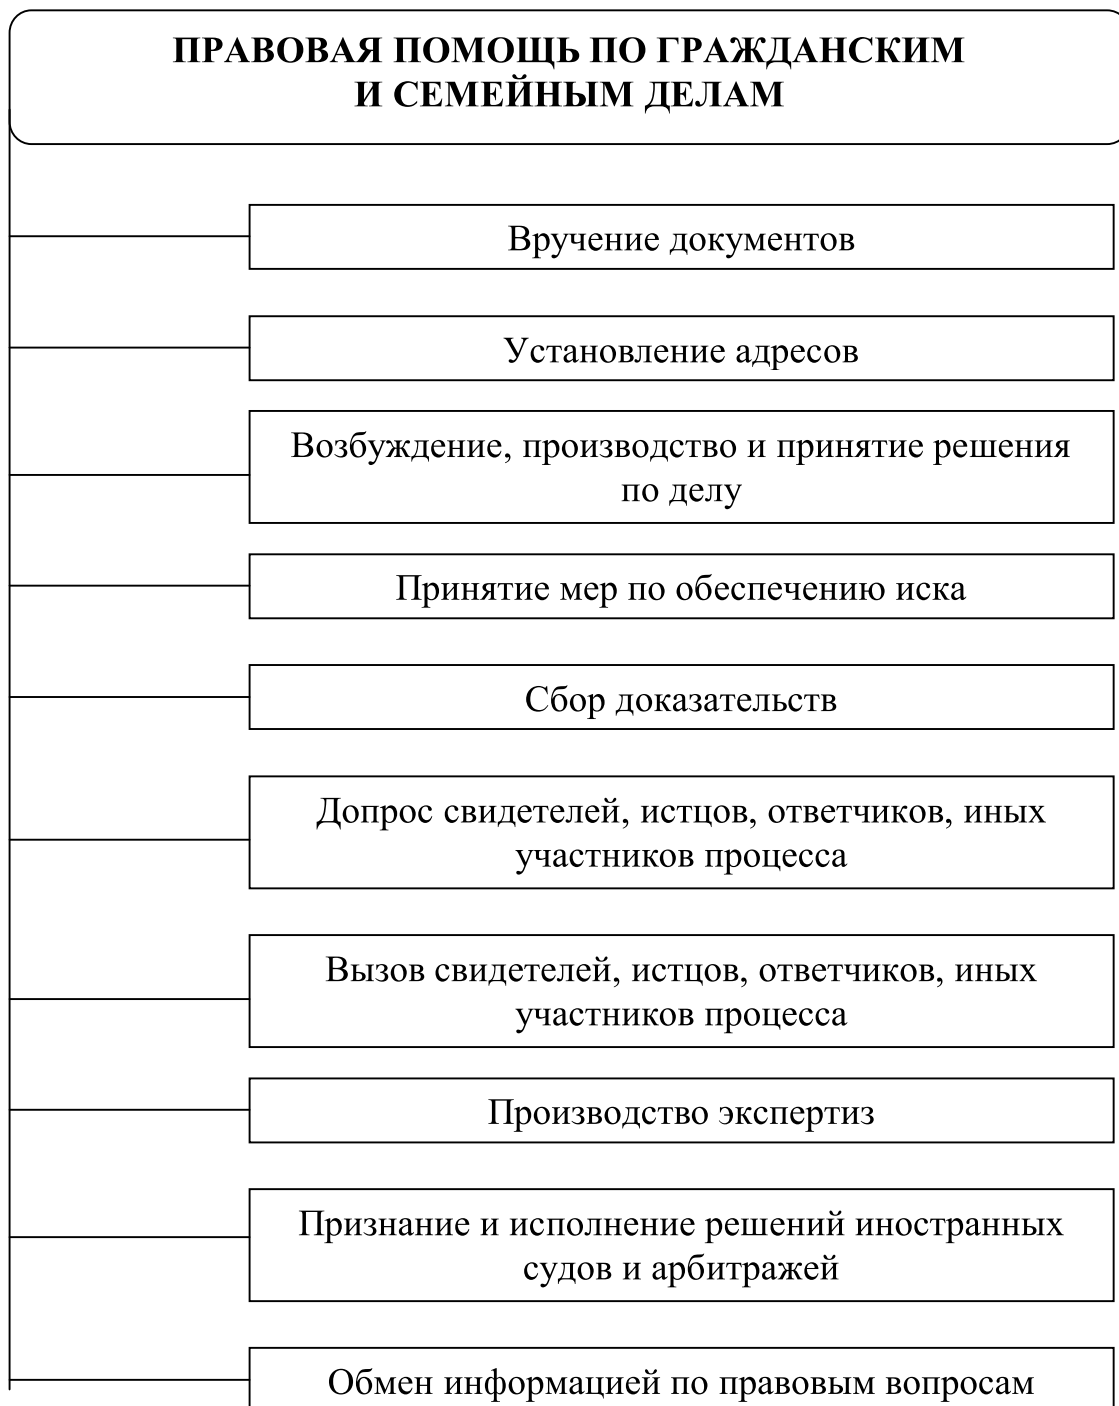 ПРАВОВАЯ ПОМОЩЬ ПО ГРАЖДАНСКИМ
И СЕМЕЙНЫМ ДЕЛАМ
Вручение документов
Установление адресов
Возбуждение, производство и принятие решения
по делу
Принятие мер по обеспечению иска
Сбор доказательств
Допрос свидетелей, истцов, ответчиков, иных
участников процесса
Вызов свидетелей, истцов, ответчиков, иных
участников процесса
Производство экспертиз
Признание и исполнение решений иностранных
судов и арбитражей
Обмен информацией по правовым вопросам